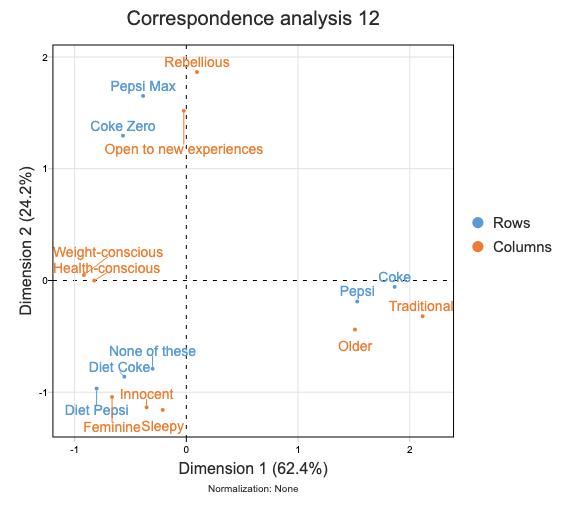 Correspondence analysis 12
Dimension 2 (24.2%)
2
1
0
-1
Rebellious
Pepsi Max
Coke Zero
Open to new experiences
Weight-conscious
Health-conscious
Coke
Pepsi
Traditional
Older
None of these
Diet Coke
Innocent
Diet Pepsi
Feminine
Sleepy
Rows
Columns
-1
0
1
2
Dimension 1 (62.4%)
Normalization: None